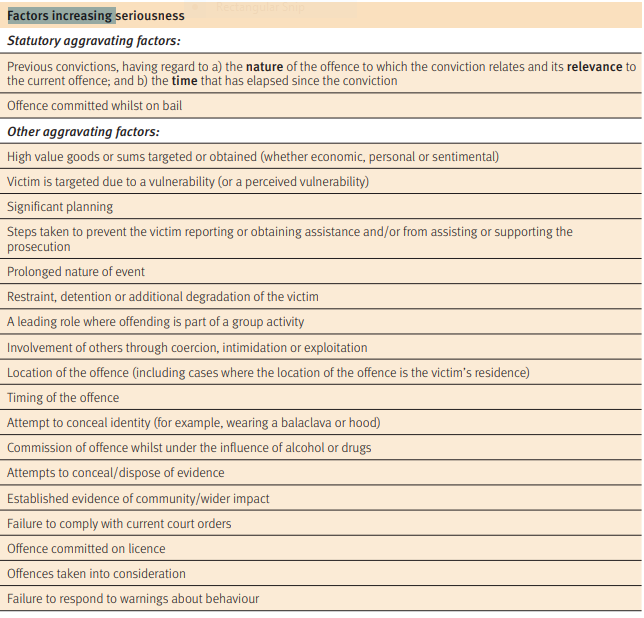 Factors increasing seriousness
Statutory aggravating factors:
Previous convictions, having regard to a) the nature of the offence to which the conviction relates and its relevance to
the current offence; and b) the time that has elapsed since the conviction
Offence committed whilst on bail
Other aggravating factors:
High value goods or sums targeted or obtained (whether economic, personal or sentimental)
Victim is targeted due to a vulnerability (or a perceived vulnerability)
Significant planning
Steps taken to prevent the victim reporting or obtaining assistance and/or from assisting or supporting the
prosecution
Prolonged nature of event
Restraint, detention or additional degradation of the victim
A leading role where offending is part of a group activity
Involvement of others through coercion, intimidation or exploitation
Location of the offence (including cases where the location of the offence is the victim’s residence)
Timing of the offence
Attempt to conceal identity (for example, wearing a balaclava or hood)
Commission of offence whilst under the influence of alcohol or drugs
Attempts to conceal/dispose of evidence
Established evidence of community/wider impact
Failure to comply with current court orders
Offence committed on licence
Offences taken into consideration
Failure to respond to warnings about behaviour